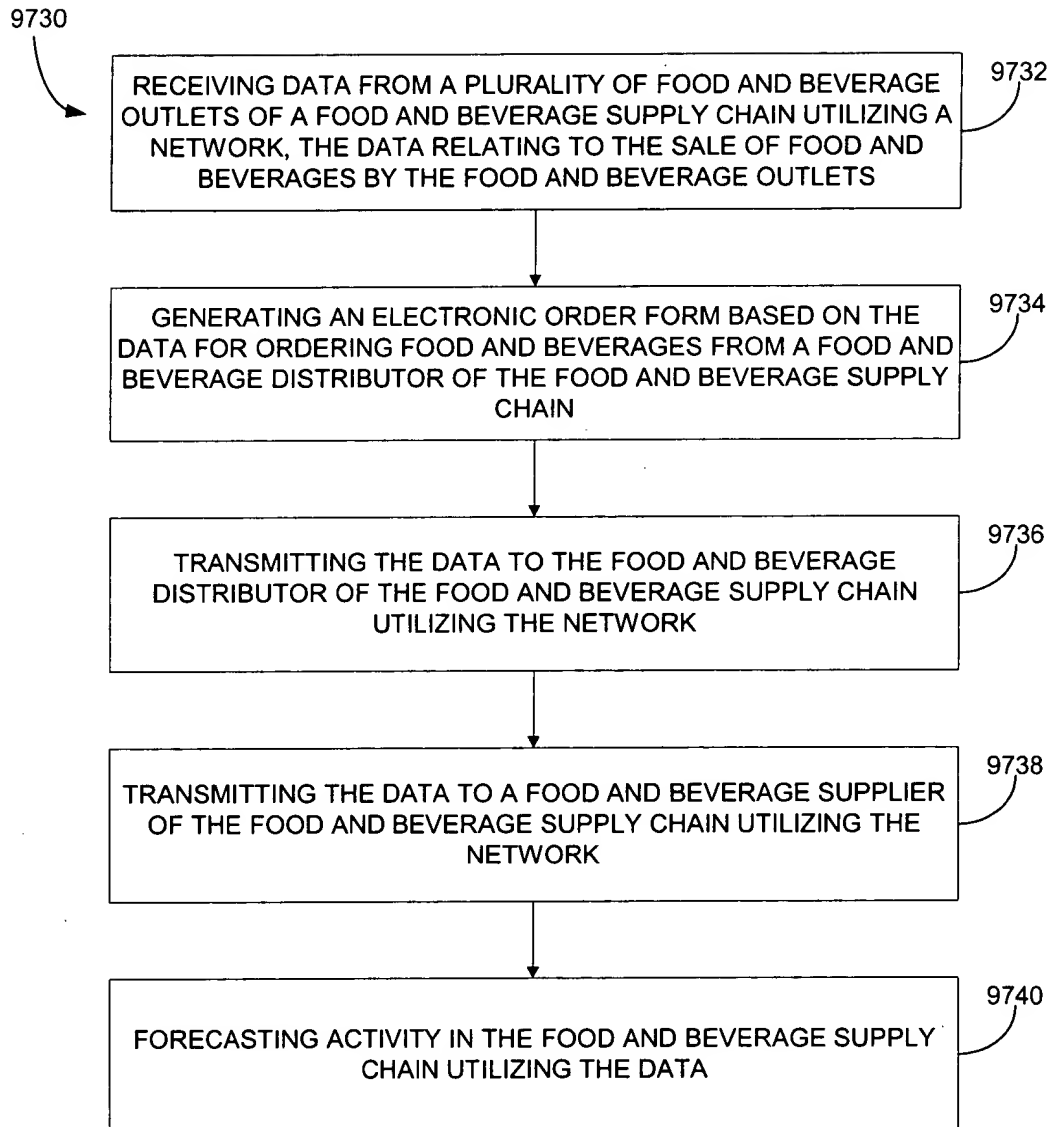 9730
RECEIVING DATA FROM A PLURALITY OF FOOD AND BEVERAGE
OUTLETS OF A FOOD AND BEVERAGE SUPPLY CHAIN UTILIZING A
NETWORK, THE DATA RELATING TO THE SALE OF FOOD AND
BEVERAGES BY THE FOOD AND BEVERAGE OUTLETS
9732
GENERATING AN ELECTRONIC ORDER FORM BASED ON THE
DATA FOR ORDERING FOOD AND BEVERAGES FROM A FOOD AND
BEVERAGE DISTRIBUTOR OF THE FOOD AND BEVERAGE SUPPLY
CHAIN
9734
TRANSMITTING THE DATA TO THE FOOD AND BEVERAGE
DISTRIBUTOR OF THE FOOD AND BEVERAGE SUPPLY CHAIN
UTILIZING THE NETWORK
9736
TRANSMITTING THE DATA TO A FOOD AND BEVERAGE SUPPLIER
OF THE FOOD AND BEVERAGE SUPPLY CHAIN UTILIZING THE
NETWORK
9738
FORECASTING ACTIVITY IN THE FOOD AND BEVERAGE SUPPLY
CHAIN UTILIZING THE DATA
9740